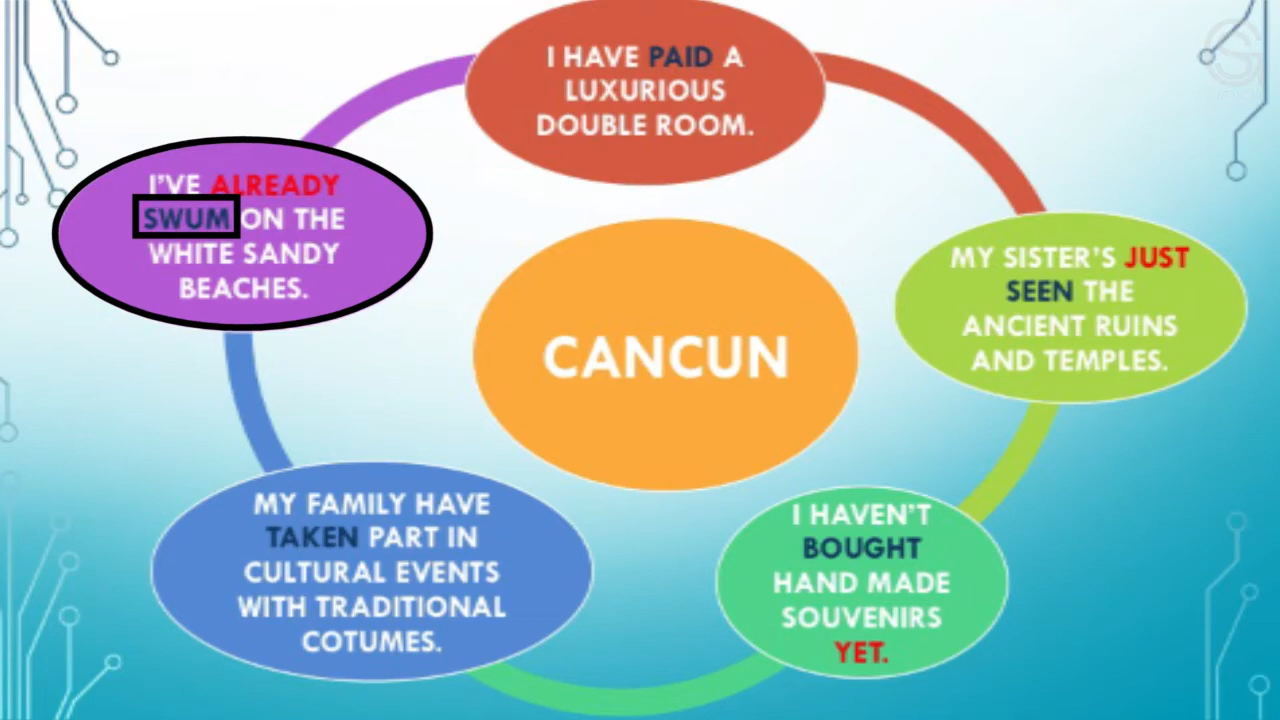 I HAVE PAID A
LUXURIOUS
DOUBLE ROOM.
MY SISTER'S JUST
SEEN THE
ANCIENT RUINS
AND TEMPLES.
I HAVEN'T
BOUGHT
HAND MADE
SOUVENIRS
YET.
MY FAMILY HAVE
TAKEN PART IN
CULTURAL EVENTS
WITH TRADITIONAL
COTUMES.
I'VE ALREADY
SWUM ON THE
WHITE SANDY
BEACHES.
CANCUN